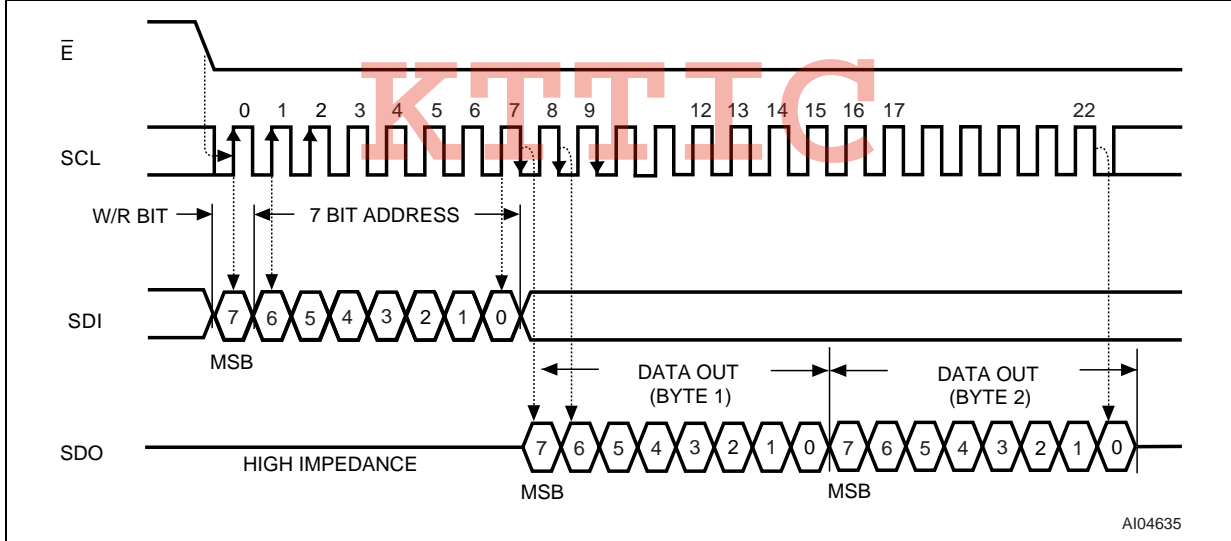 E̅
KTTIC
0 1 2 3 4 5 6 7 8 9 12 13 14 15 16 17 22
SCL
W/R BIT 7 BIT ADDRESS
SDI 7 6 5 4 3 2 1 0
MSB
DATA OUT (BYTE 1)
DATA OUT (BYTE 2)
SDO HIGH IMPEDANCE 7 6 5 4 3 2 1 0 7 6 5 4 3 2 1 0
MSB MSB
AI04635